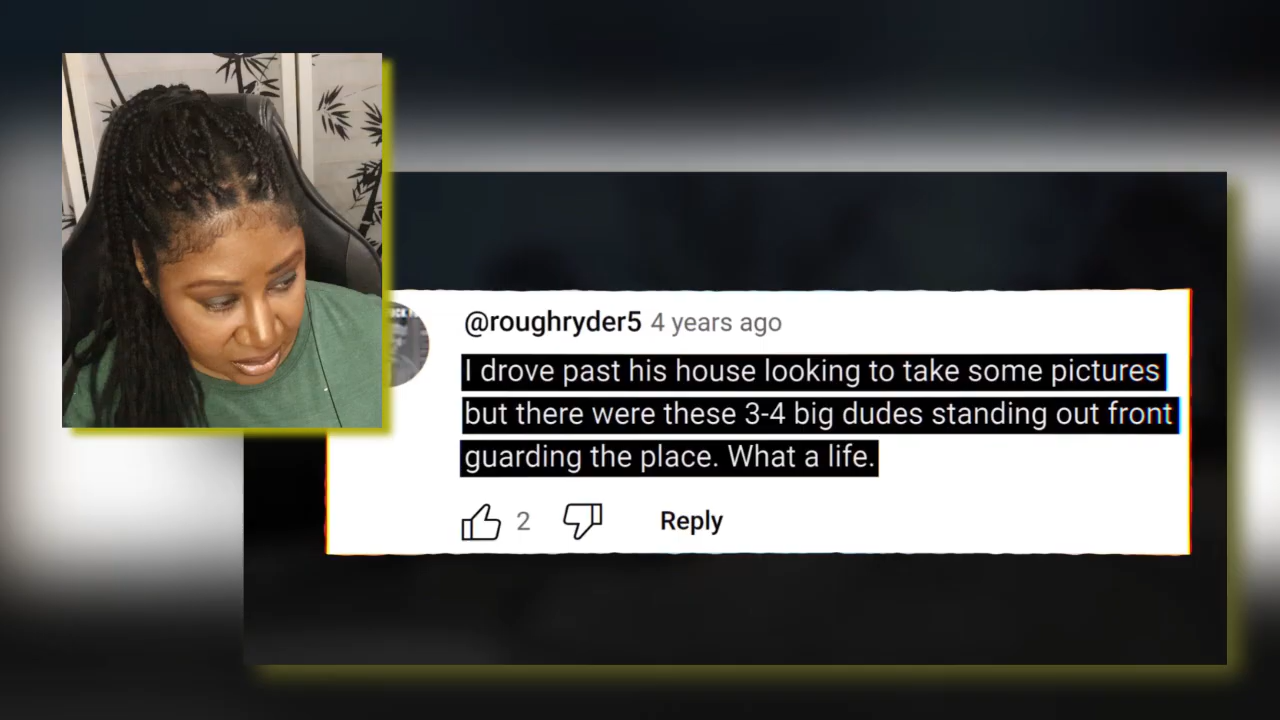 @roughryder5 4 years ago
I drove past his house looking to take some pictures
but there were these 3-4 big dudes standing out front
guarding the place. What a life.
2 Reply